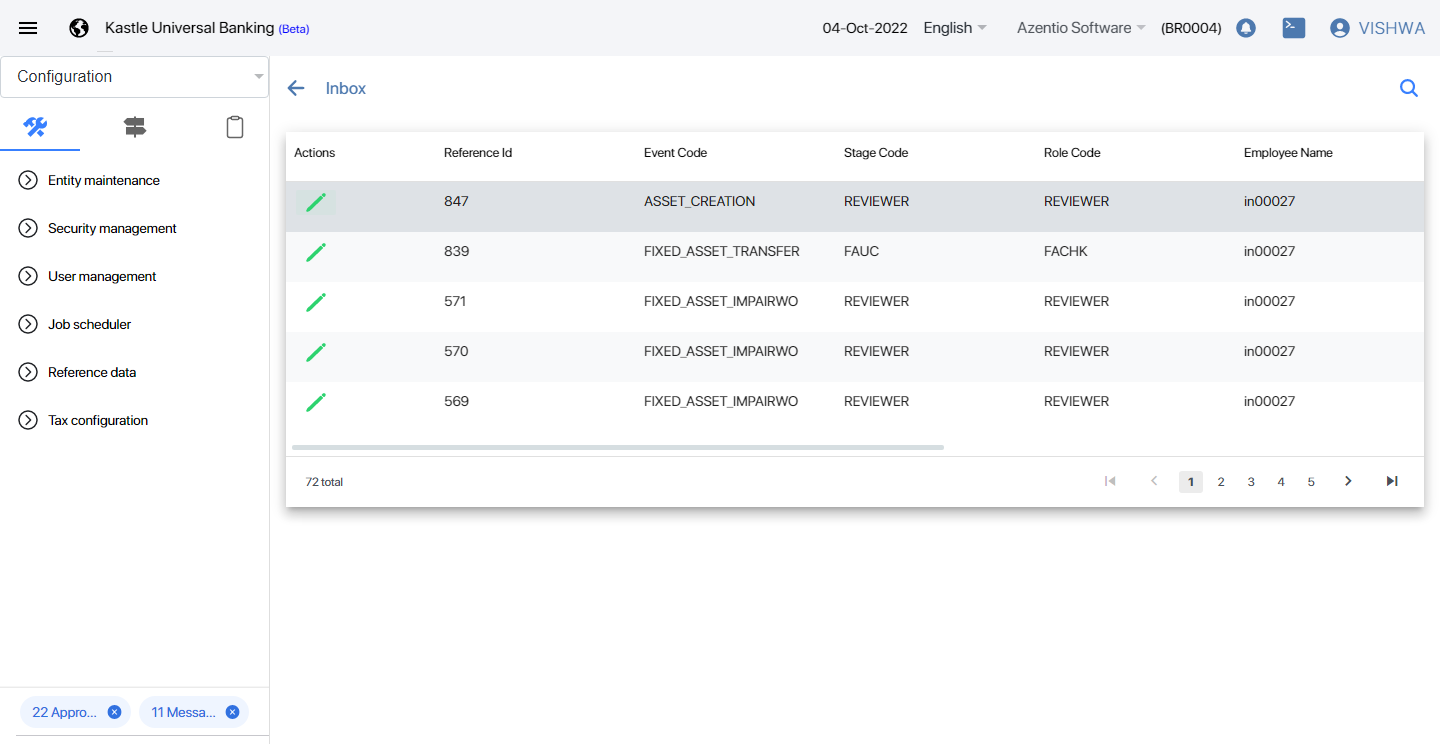 Kastle Universal Banking (Beta) 04-Oct-2022 English Azentio Software (BR0004) VISHWA
Configuration
Inbox
Entity maintenance
Security management
User management
Job scheduler
Reference data
Tax configuration
Actions Reference Id Event Code Stage Code Role Code Employee Name
847 ASSET_CREATION REVIEWER REVIEWER in00027
839 FIXED_ASSET_TRANSFER FAUC FACHK in00027
571 FIXED_ASSET_IMPAIRWO REVIEWER REVIEWER in00027
570 FIXED_ASSET_IMPAIRWO REVIEWER REVIEWER in00027
569 FIXED_ASSET_IMPAIRWO REVIEWER REVIEWER in00027
72 total 1 2 3 4 5
22 Appro... 11 Messa...